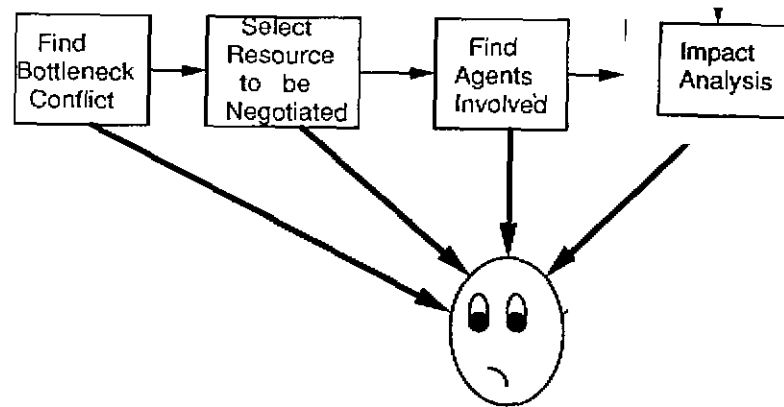 Find
Bottleneck
Conflict
Select
Resource
to be
Negotiated
Find
Agents
Involved
Impact
Analysis